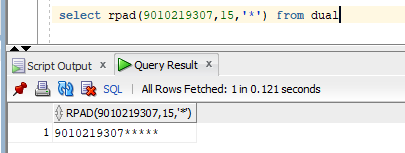 select rpad(9010219307,15,'*') from dual
Script Output × Query Result ×
SQL | All Rows Fetched: 1 in 0.121 seconds
RPAD(9010219307,15,'*')
1 9010219307*****